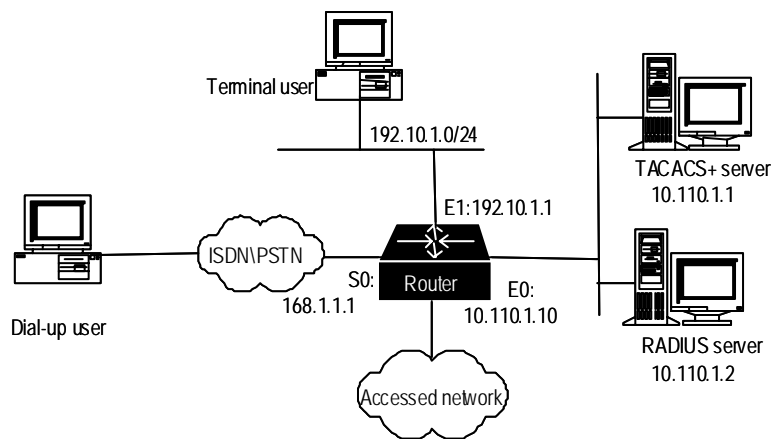 Terminal user
192.10.1.0/24
TACACS+ server
10.110.1.1
E1:192.10.1.1
ISDN\PSTN
S0:
Router
E0:
168.1.1.1
10.110.1.10
Dial-up user
RADIUS server
10.110.1.2
Accessed network